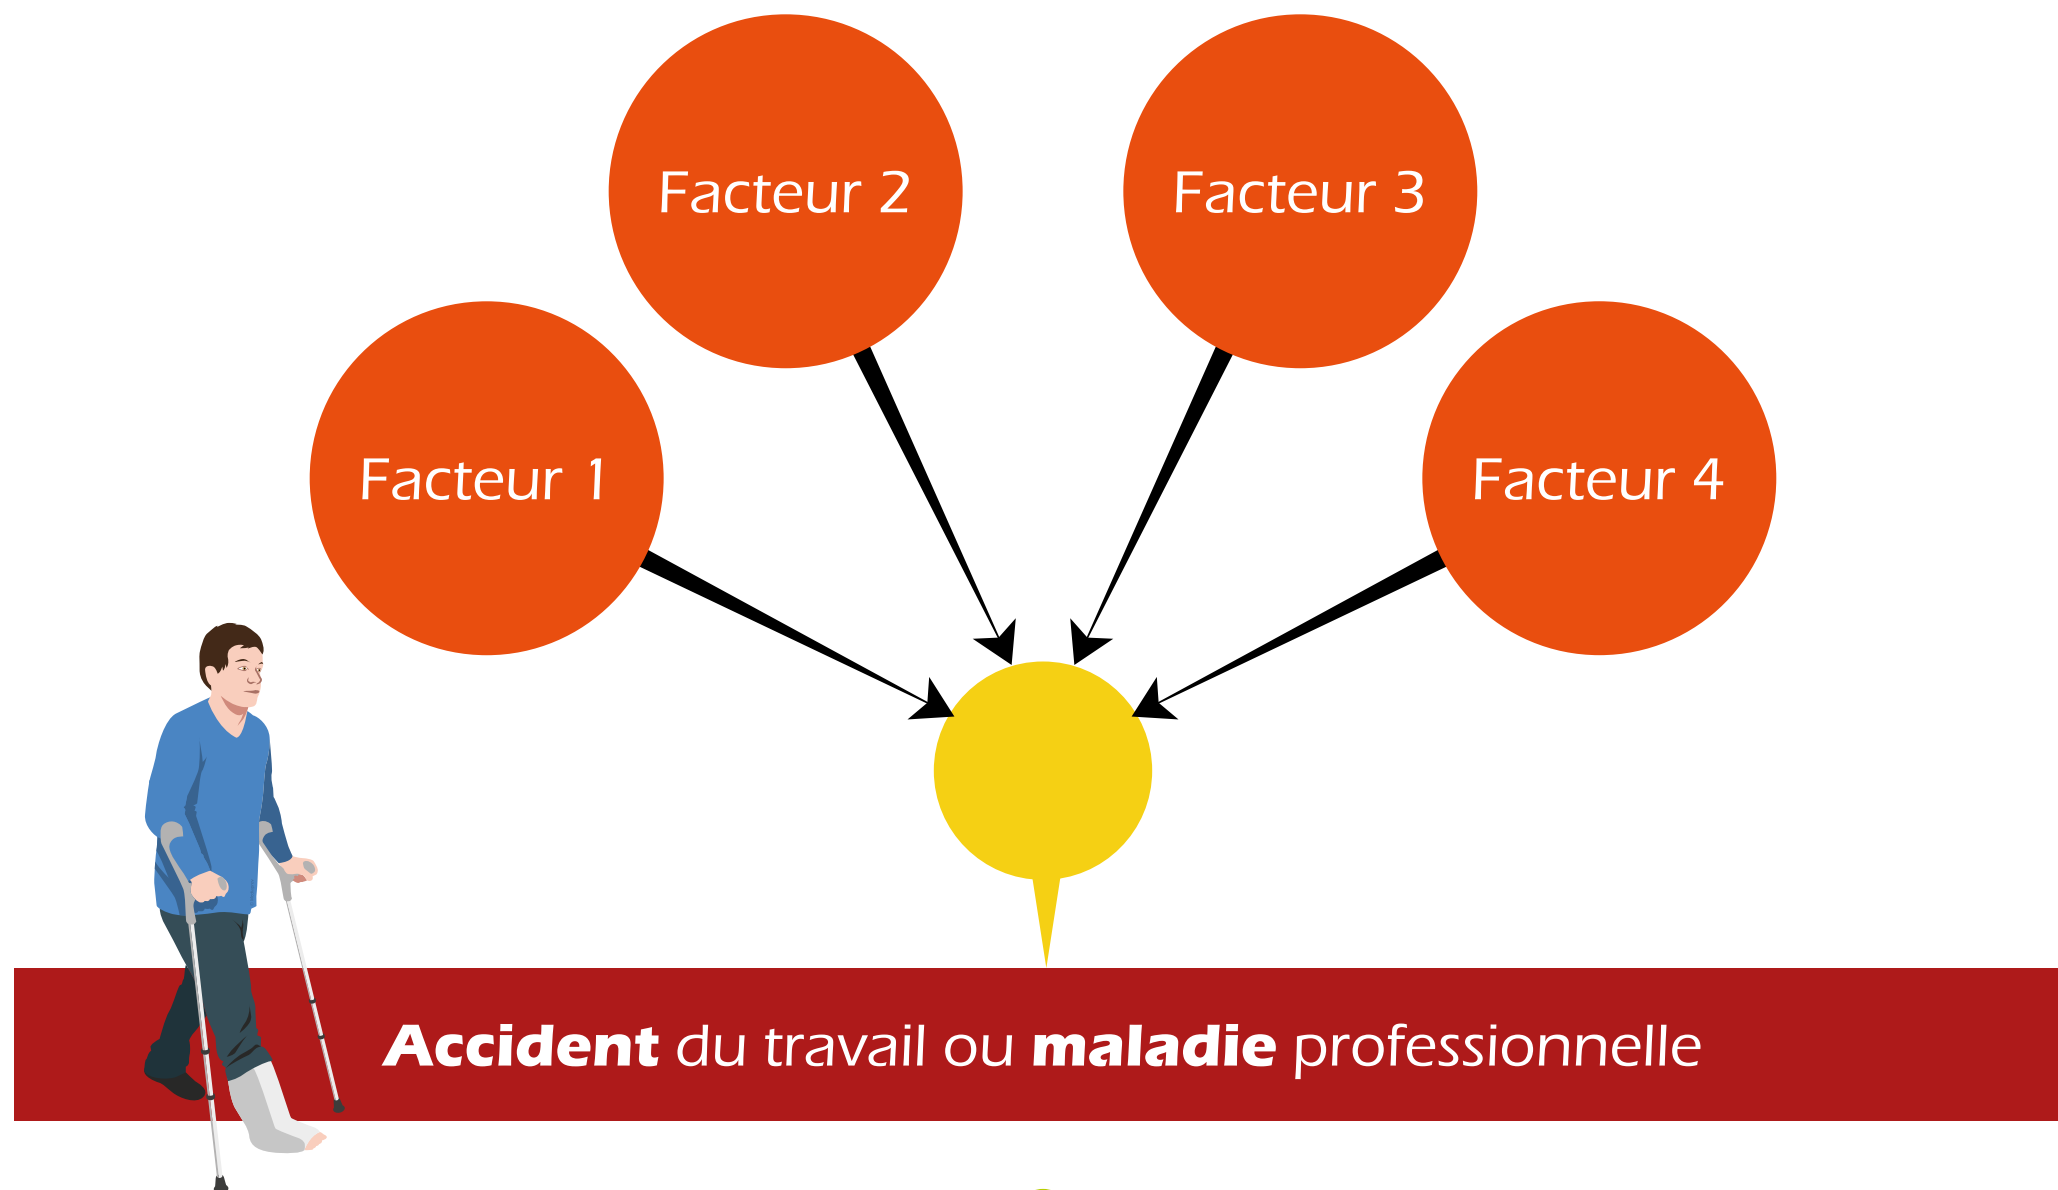 Facteur 2
Facteur 3
Facteur 1
Facteur 4
Accident du travail ou maladie professionnelle